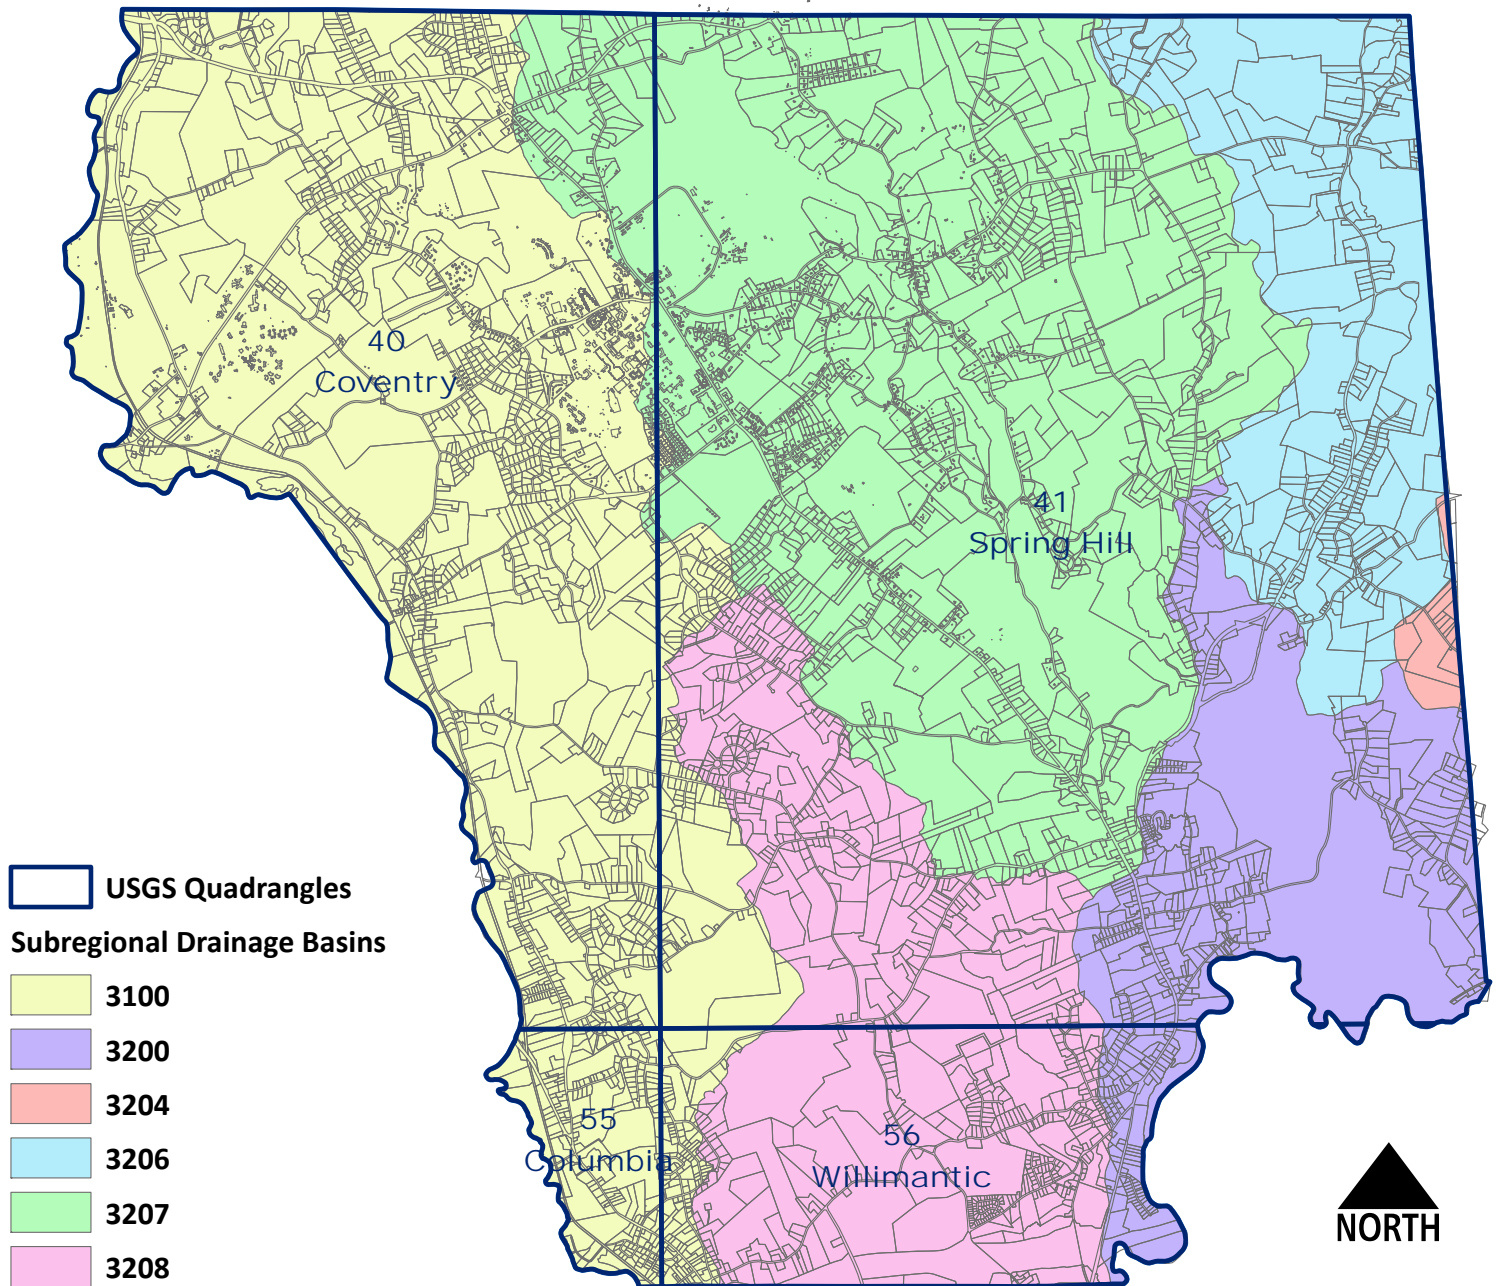 40
Coventry
41
Spring Hill
55
Columbia
56
Willimantic
USGS Quadrangles
Subregional Drainage Basins
3100
3200
3204
3206
3207
3208
NORTH